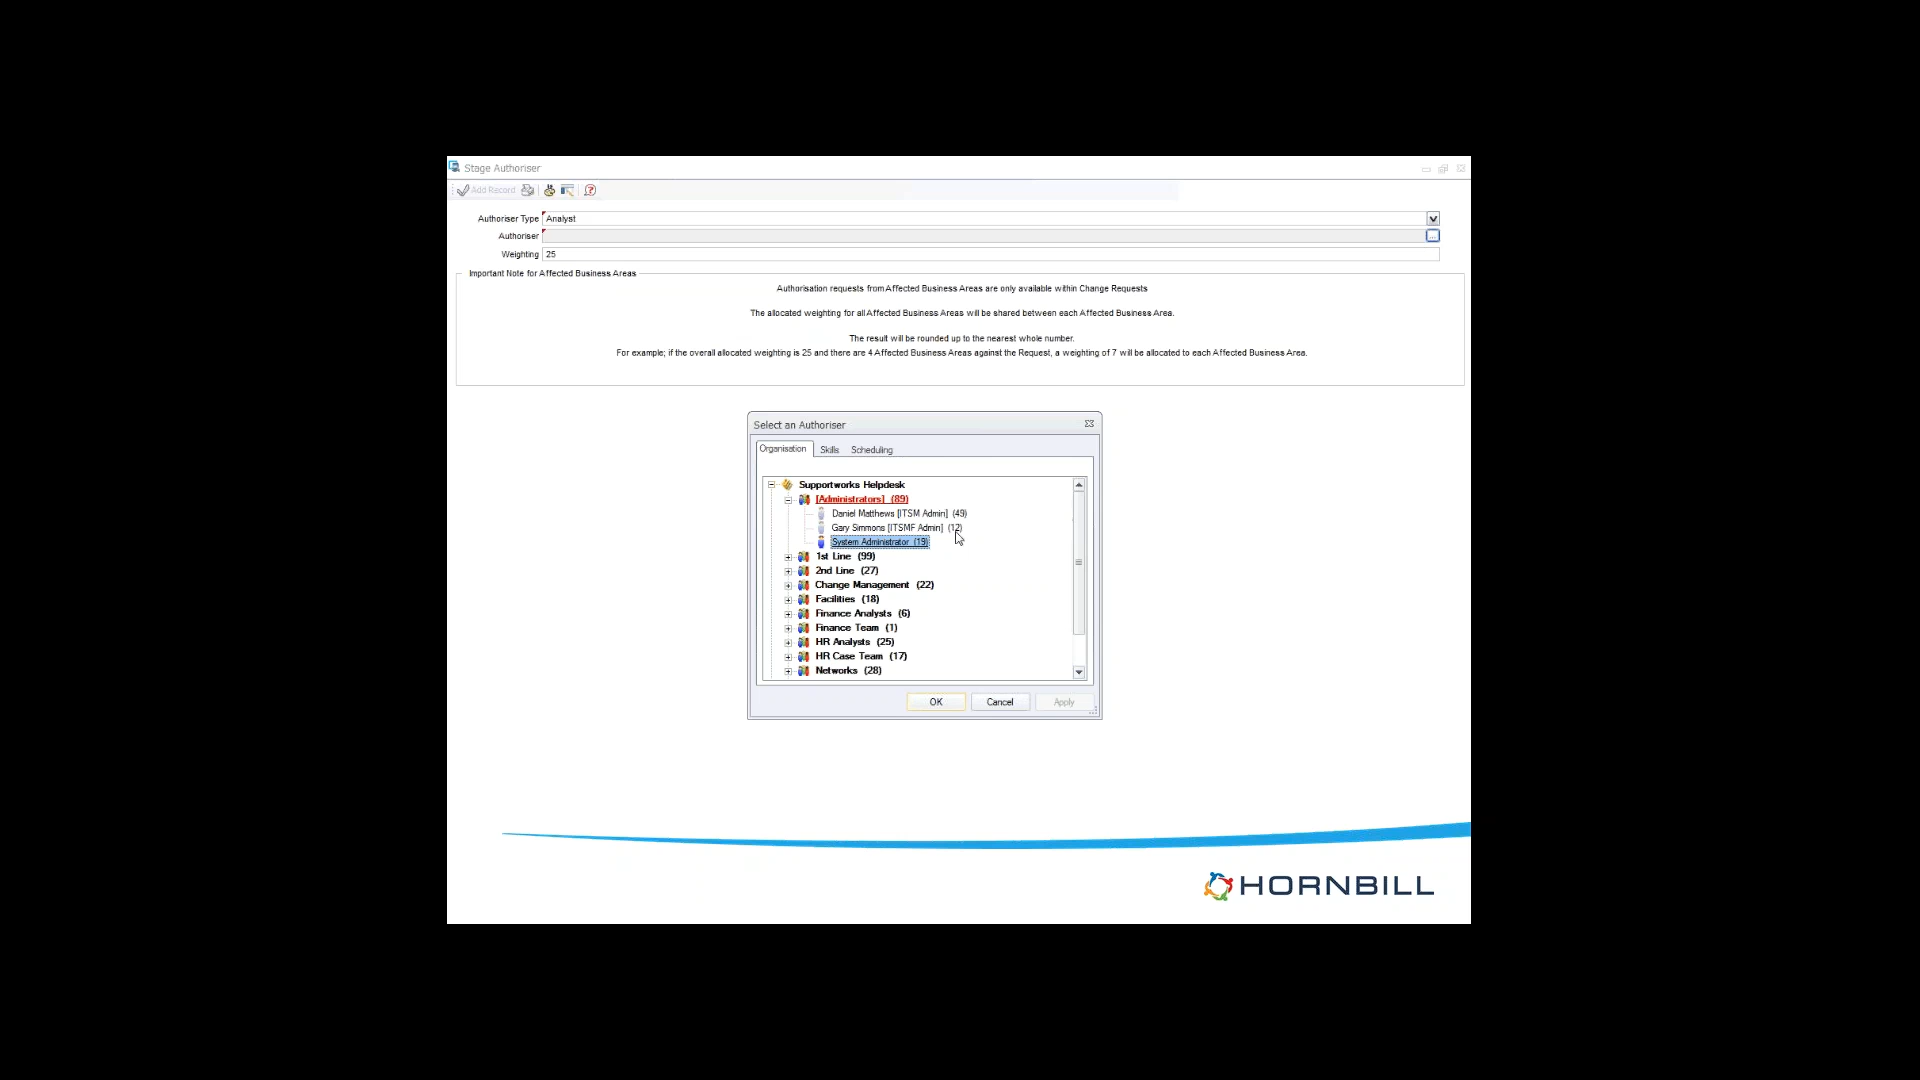 Stage Authoriser
Add Record
Authoriser Type Analyst
Authoriser
Weighting 25
Important Note for Affected Business Areas
Authorisation requests from Affected Business Areas are only available within Change Requests
The allocated weighting for all Affected Business Areas will be shared between each Affected Business Area.
The result will be rounded up to the nearest whole number.
For example; if the overall allocated weighting is 25 and there are 4 Affected Business Areas against the Request, a weighting of 7 will be allocated to each Affected Business Area.
Select an Authoriser
Organisation Skills Scheduling
Supportworks Helpdesk
[Administrators] (89)
Daniel Matthews [ITSM Admin] (49)
Gary Simmons [ITSMF Admin] (12)
System Administrator (19)
1st Line (99)
2nd Line (27)
Change Management (22)
Facilities (18)
Finance Analysts (6)
Finance Team (1)
HR Analysts (25)
HR Case Team (17)
Networks (28)
OK Cancel Apply
HORNBILL